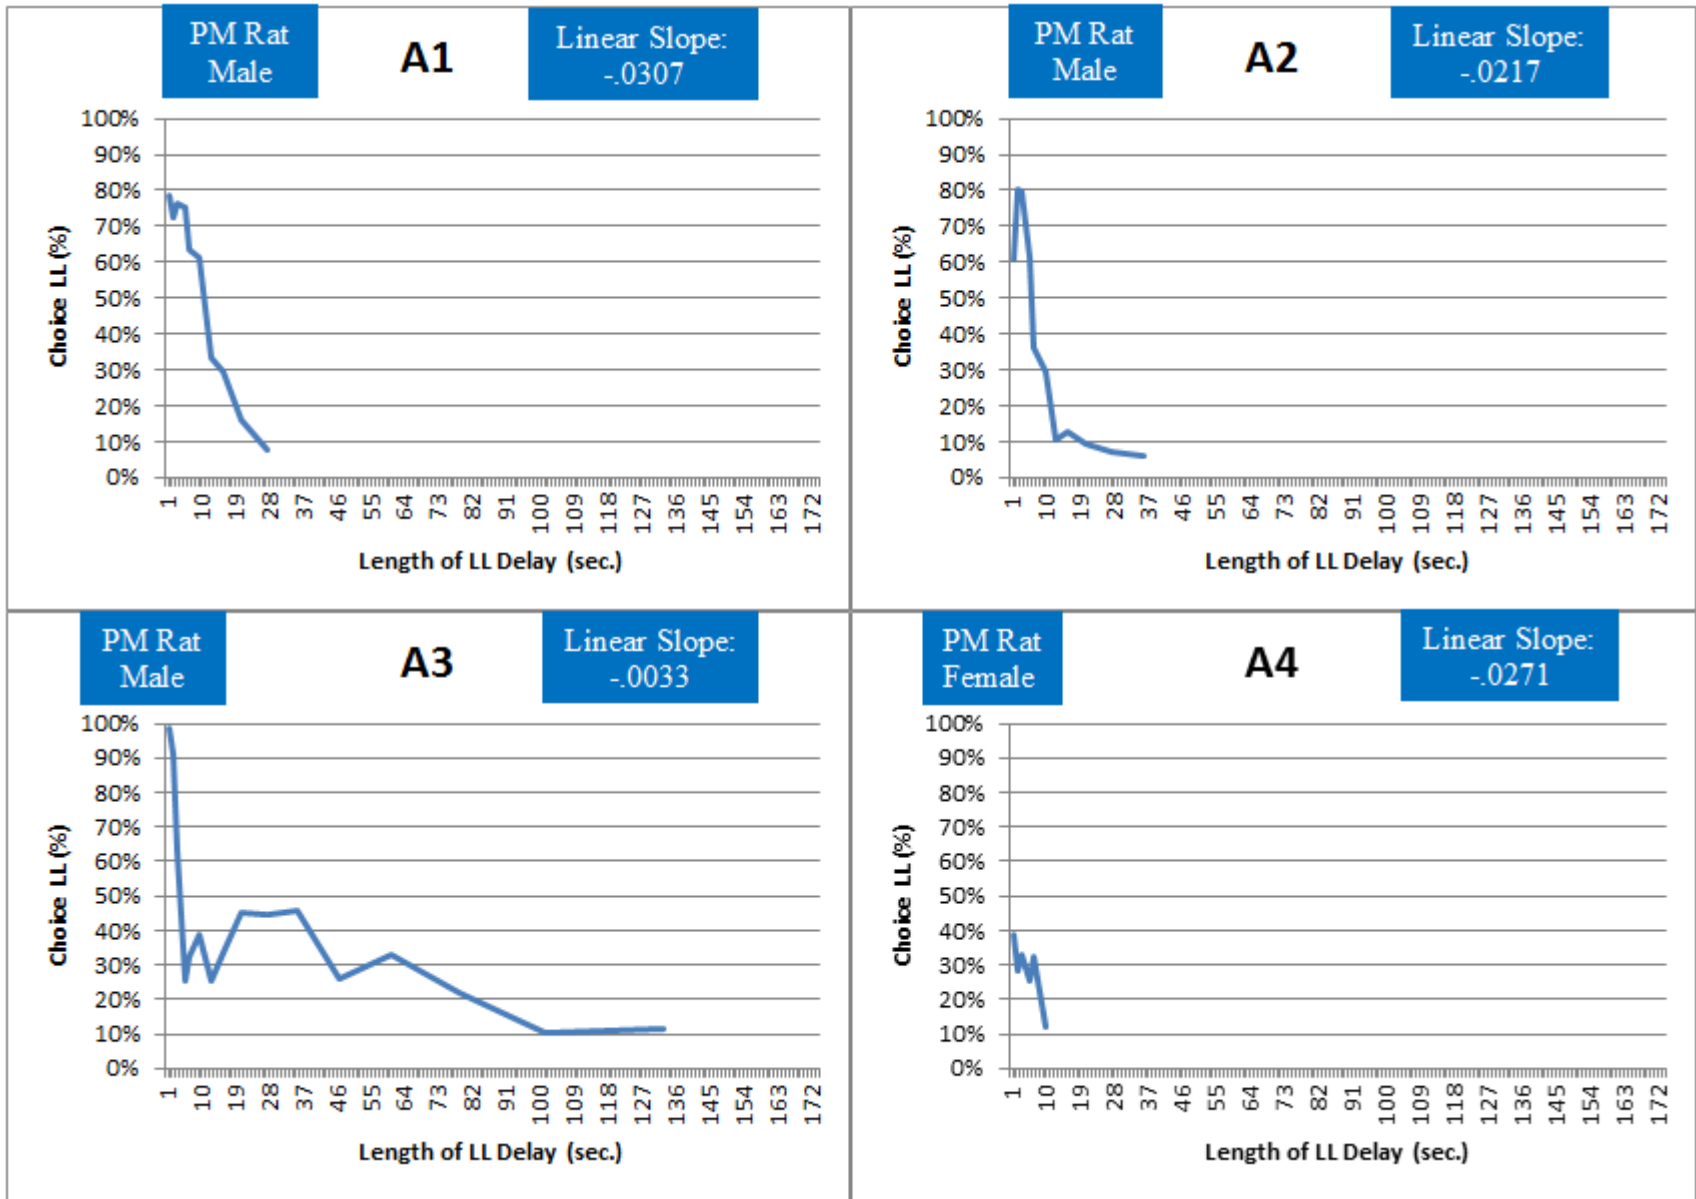 PM Rat
Male
A1
Linear Slope:
-.0307
100%
90%
80%
70%
60%
50%
40%
30%
20%
10%
0%
Choice LL (%)
1 10 19 28 37 46 55 64 73 82 91 100 109 118 127 136 145 154 163 172
Length of LL Delay (sec.)
PM Rat
Male
A2
Linear Slope:
-.0217
100%
90%
80%
70%
60%
50%
40%
30%
20%
10%
0%
Choice LL (%)
1 10 19 28 37 46 55 64 73 82 91 100 109 118 127 136 145 154 163 172
Length of LL Delay (sec.)
PM Rat
Male
A3
Linear Slope:
-.0033
100%
90%
80%
70%
60%
50%
40%
30%
20%
10%
0%
Choice LL (%)
1 10 19 28 37 46 55 64 73 82 91 100 109 118 127 136 145 154 163 172
Length of LL Delay (sec.)
PM Rat
Female
A4
Linear Slope:
-.0271
100%
90%
80%
70%
60%
50%
40%
30%
20%
10%
0%
Choice LL (%)
1 10 19 28 37 46 55 64 73 82 91 100 109 118 127 136 145 154 163 172
Length of LL Delay (sec.)